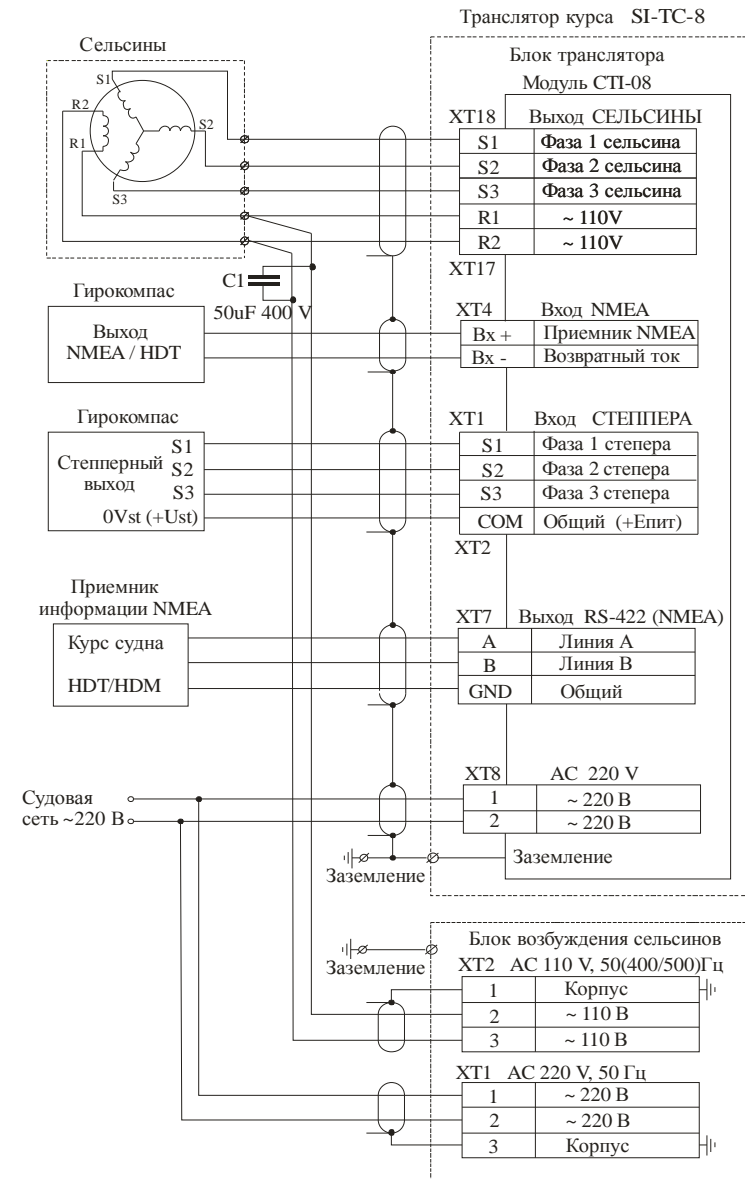 Транслятор курса SI-TC-8
Сельсины
Блок транслятора
Модуль CTI-08
S1
R2
S2
R1
S3
XT18 Выход СЕЛЬСИНЫ
S1 Фаза 1 сельсина
S2 Фаза 2 сельсина
S3 Фаза 3 сельсина
R1 ~ 110V
R2 ~ 110V
XT17
C1
50uF 400 V
Гирокомпас
Выход
NMEA / HDT
XT4 Вход NMEA
Вх + Приемник NMEA
Вх - Возвратный ток
Гирокомпас
Степперный
выход
S1
S2
S3
0Vst (+Ust)
XT1 Вход СТЕППЕРА
S1 Фаза 1 степера
S2 Фаза 2 степера
S3 Фаза 3 степера
COM Общий (+Епит)
XT2
Приемник
информации NMEA
Курс судна
HDT/HDM
XT7 Выход RS-422 (NMEA)
A Линия А
B Линия В
GND Общий
XT8 AC 220 V
1 ~ 220 В
2 ~ 220 В
Судовая
сеть ~220 В
Заземление
Заземление
Блок возбуждения сельсинов
Заземление
XT2 AC 110 V, 50(400/500)Гц
1 Корпус
2 ~ 110 В
3 ~ 110 В
XT1 AC 220 V, 50 Гц
1 ~ 220 В
2 ~ 220 В
3 Корпус